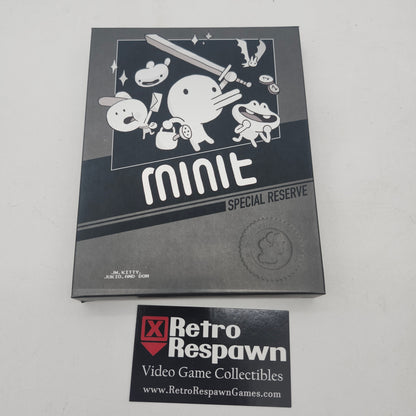 minit
SPECIAL RESERVE
JW, KITTY,
JUKIO, AND DOM
X Retro
Respawn
Video Game Collectibles
www.RetroRespawnGames.com